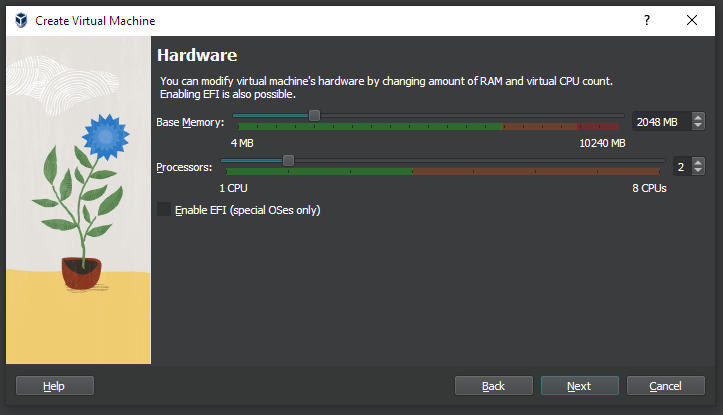 Create Virtual Machine
?
Hardware
You can modify virtual machine's hardware by changing amount of RAM and virtual CPU count.
Enabling EFI is also possible.
Base Memory: 2048 MB
4 MB 10240 MB
Processors: 2
1 CPU 8 CPUs
Enable EFI (special OSes only)
Help Back Next Cancel